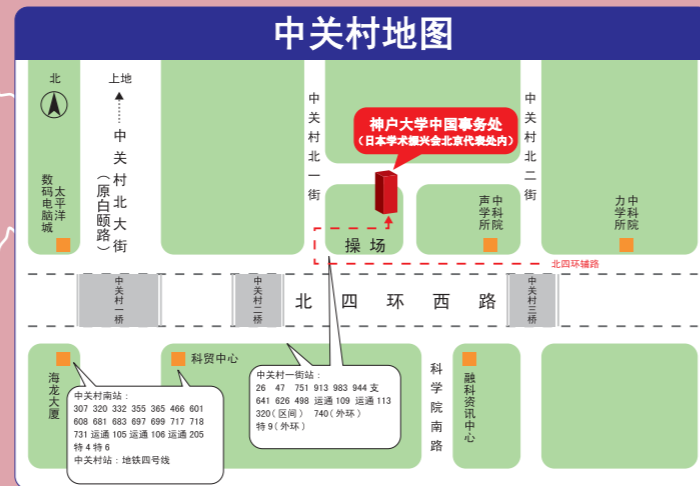 中关村地图
北
上地
中关村北大街
（原白颐路）
太平洋
数码电脑城
中关村北一街
神户大学中国事务处
（日本学术振兴会北京代表处内）
中关村北二街
中科院
声学所
中科院
力学所
操场
北四环辅路
中关村一桥
中关村二桥
北四环西路
中关村三桥
海龙大厦
科贸中心
中关村南站：
307 320 332 355 365 466 601
608 681 683 697 699 717 718
731 运通 105 运通 106 运通 205
特 4 特 6
中关村站：地铁四号线
中关村一街站：
26 47 751 913 983 944 支
641 626 498 运通 109 运通 113
320（区间） 740（外环）
特 9（外环）
科学院南路
融科资讯中心